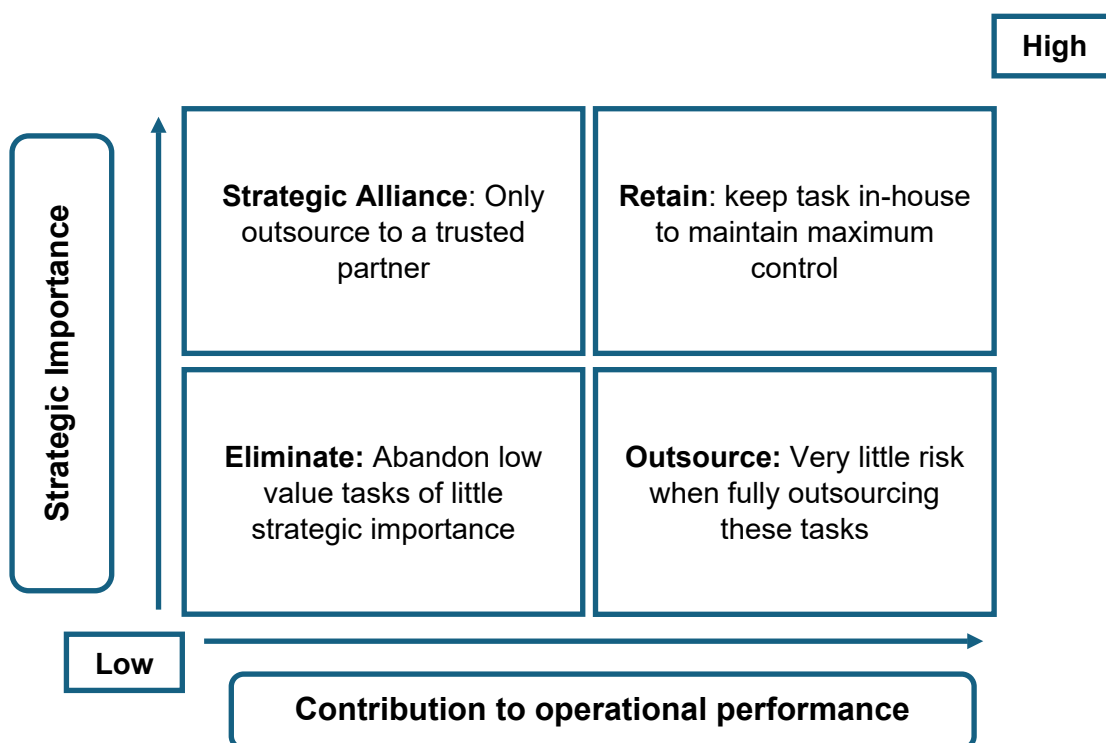 High
Strategic Importance
Strategic Alliance: Only
outsource to a trusted
partner
Retain: keep task in-house
to maintain maximum
control
Eliminate: Abandon low
value tasks of little
strategic importance
Outsource: Very little risk
when fully outsourcing
these tasks
Low
Contribution to operational performance